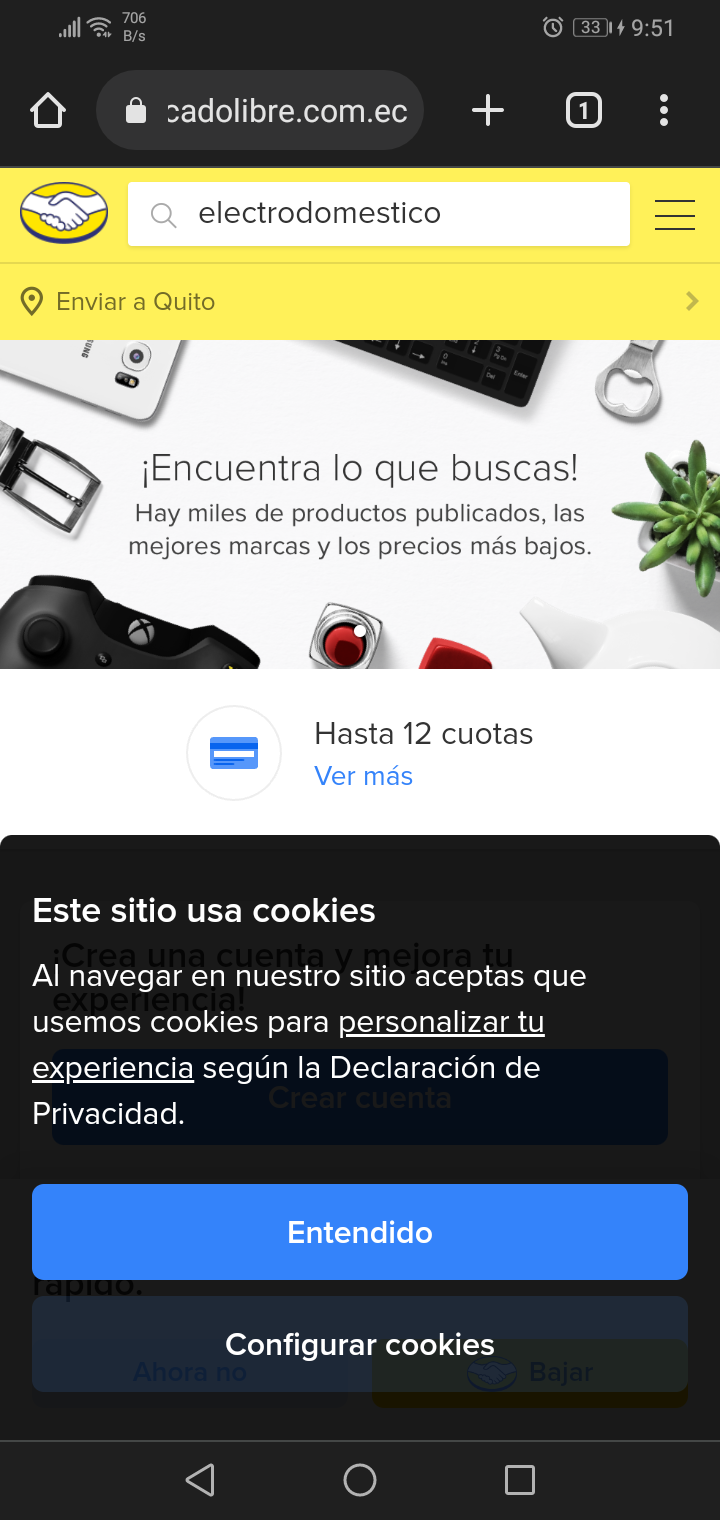 706
B/s
33
9:51
cadolibre.com.ec
1
electrodomestico
Enviar a Quito
SAMSUNG
¡Encuentra lo que buscas!
Hay miles de productos publicados, las
mejores marcas y los precios más bajos.
Hasta 12 cuotas
Ver más
Este sitio usa cookies
¡Crea una cuenta y mejora tu
experiencia!
Al navegar en nuestro sitio aceptas que
usemos cookies para personalizar tu
experiencia según la Declaración de
Privacidad.
Crear cuenta
Entendido
rápido.
Configurar cookies
Ahora no
Bajar